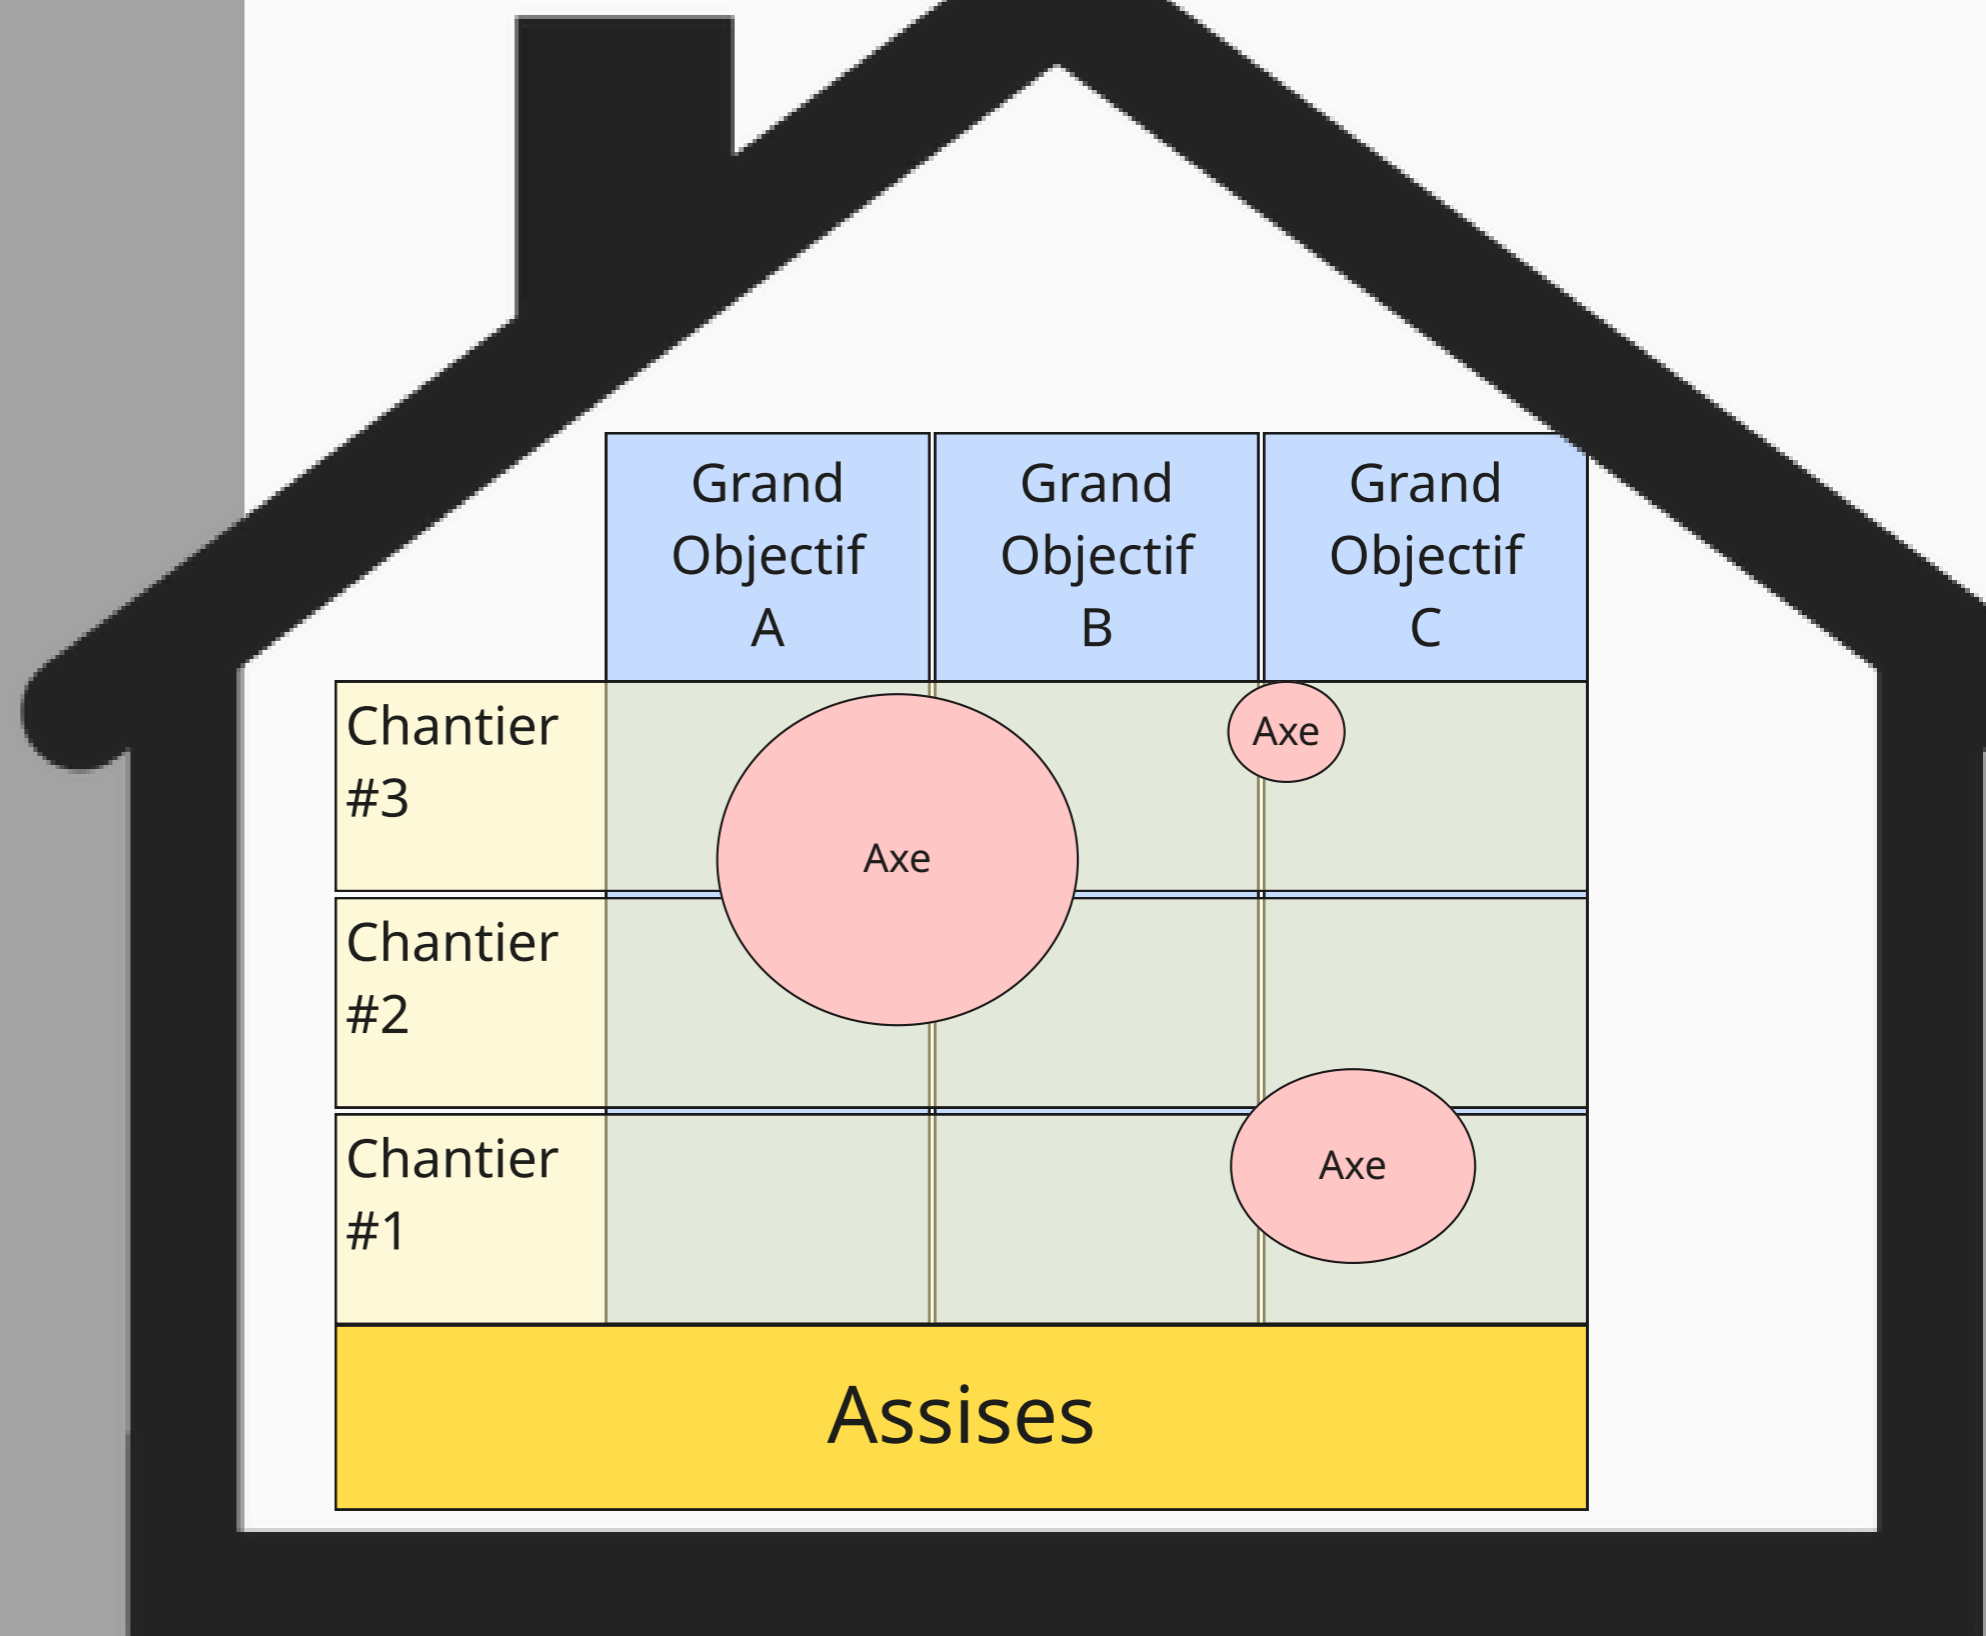 Grand
Objectif
A
Grand
Objectif
B
Grand
Objectif
C
Chantier
#3
Axe
Axe
Chantier
#2
Chantier
#1
Axe
Assises